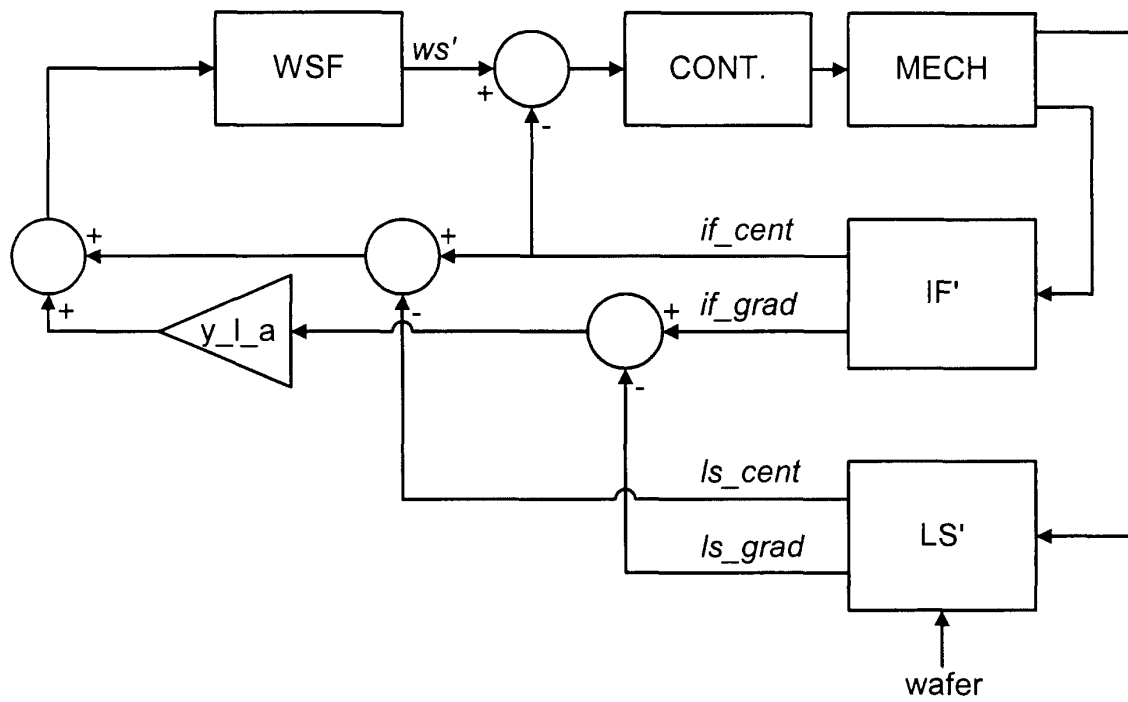 WSF
ws'
+
-
CONT.
MECH
+
+
+
-
y_l_a
if_cent
if_grad
+
-
IF'
ls_cent
ls_grad
LS'
wafer